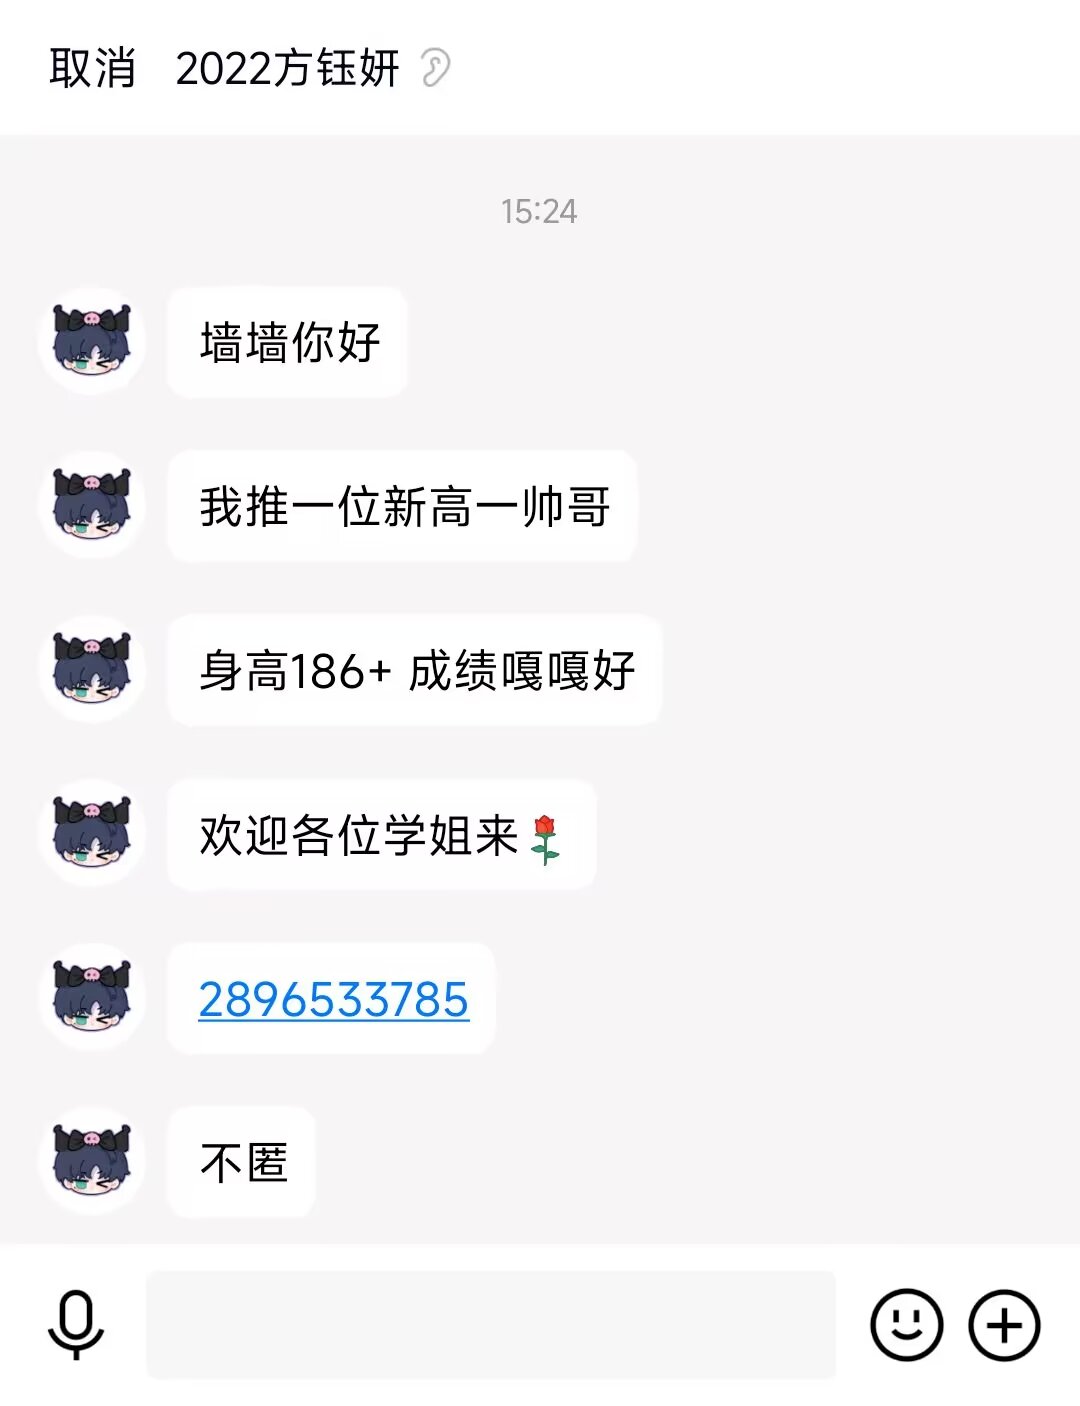 取消 2022方钰妍
15:24
墙墙你好
我推一位新高一帅哥
身高186+ 成绩嘎嘎好
欢迎各位学姐来🌹
2896533785
不匿